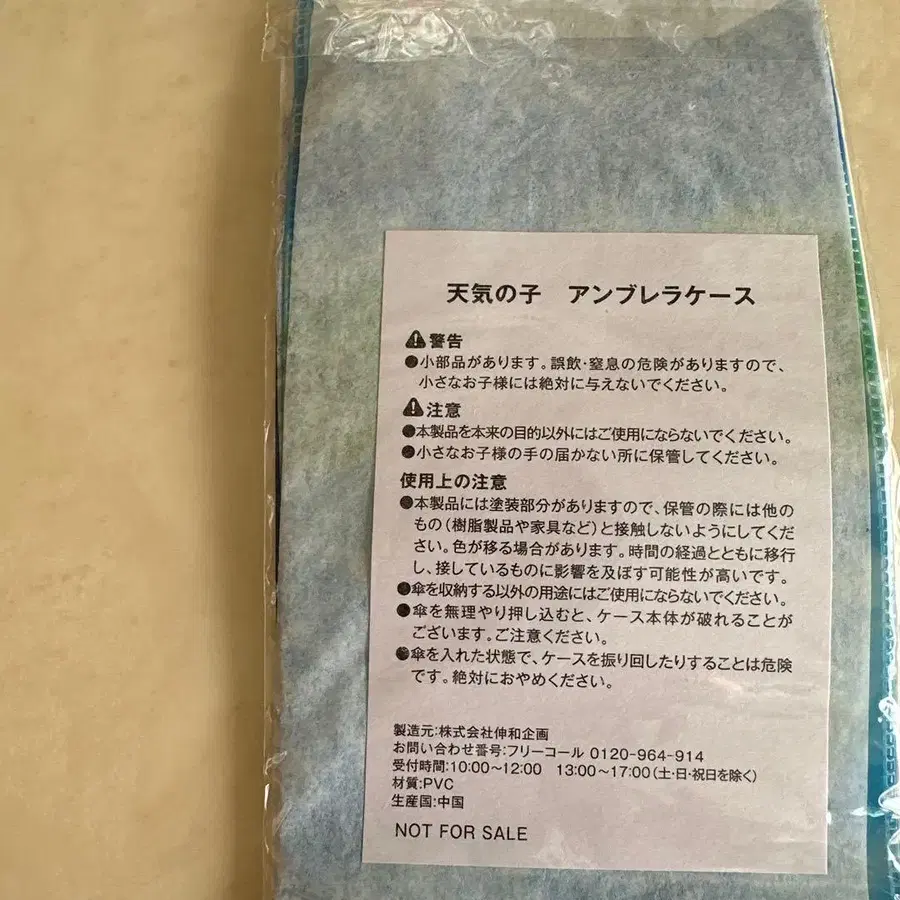 天気の子　アンブレラケース
⚠警告
●小部品があります。誤飲・窒息の危険がありますので、
小さなお子様には絶対に与えないでください。
⚠注意
●本製品を本来の目的以外にはご使用にならないでください。
●小さなお子様の手の届かない所に保管してください。
使用上の注意
●本製品には塗装部分がありますので、保管の際には他の
もの(樹脂製品や家具など)と接触しないようにしてくだ
さい。色が移る場合があります。時間の経過とともに移行
し、接しているものに影響を及ぼす可能性が高いです。
●傘を収納する以外の用途にはご使用にならないでください。
●傘を無理やり押し込むと、ケース本体が破れることが
ございます。ご注意ください。
●傘を入れた状態で、ケースを振り回したりすることは危険
です。絶対におやめください。
製造元:株式会社伸和企画
お問い合わせ番号:フリーコール 0120-964-914
受付時間:10:00〜12:00　13:00〜17:00(土・日・祝日を除く)
材質:PVC
生産国:中国
NOT FOR SALE